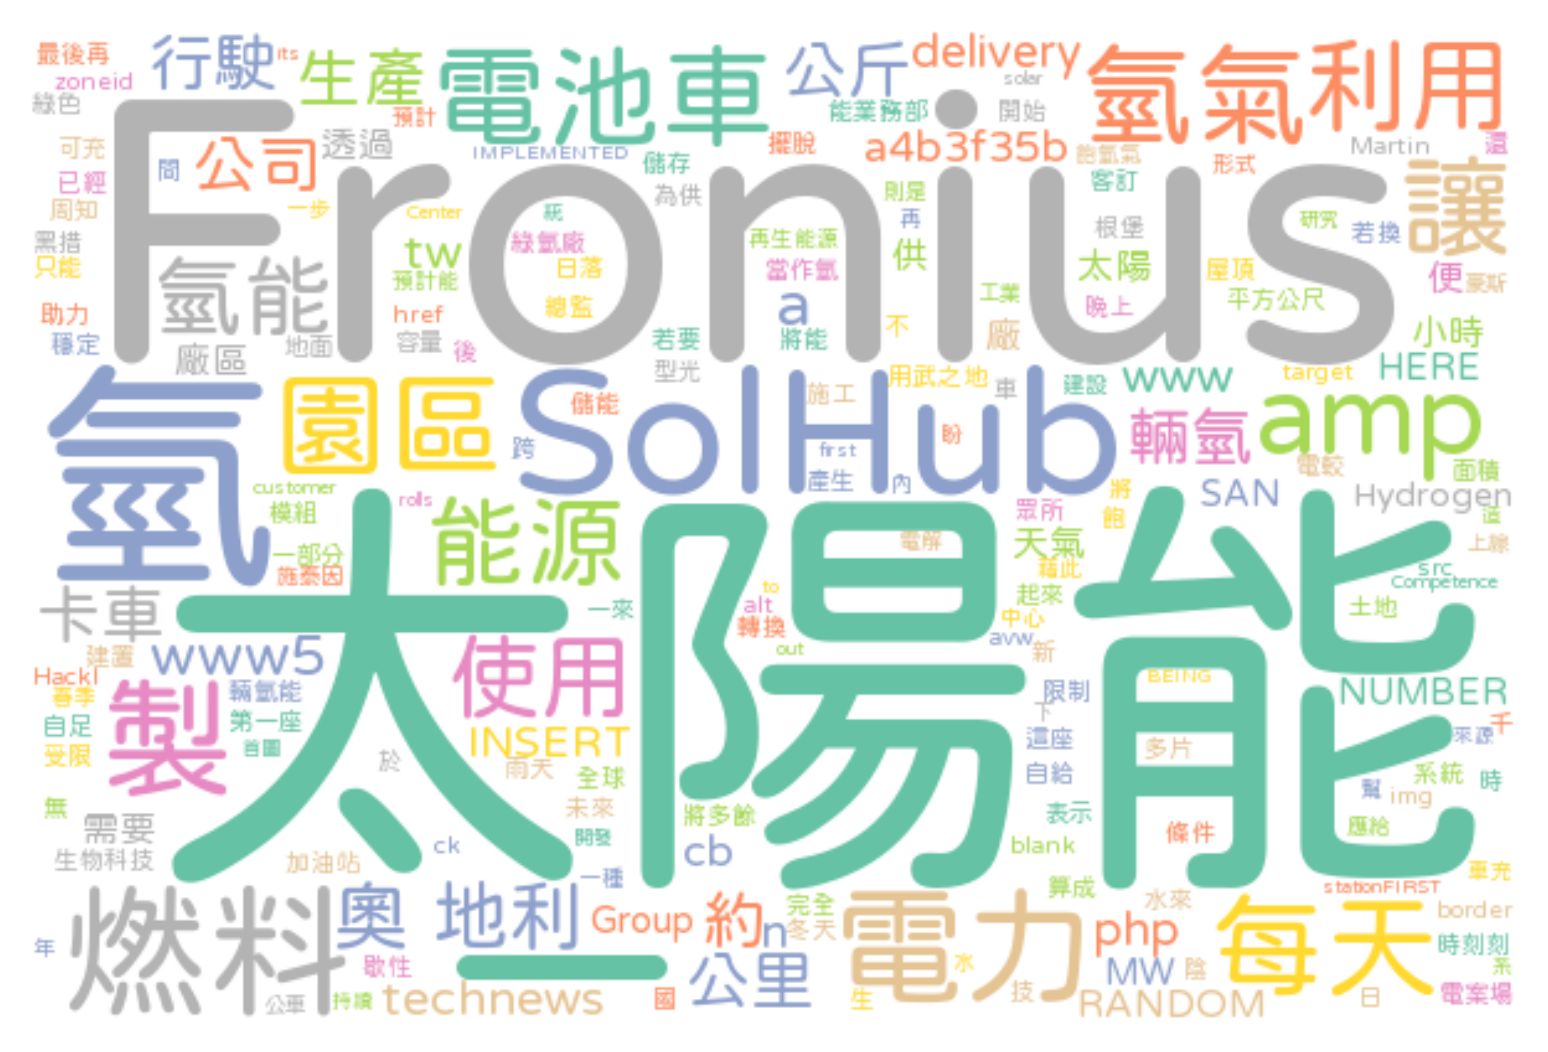 最後再
行駛
its
生產
電池車
公斤
delivery
solar
氫氣利用
zoneid
綠色
預計
能業務部
開始
Fronius
可充
間
公司
透過
IMPLEMENTED
儲存
擺脫
a4b3f35b
飽氫氣
形式
Martin
還
已經
為供
客訂
讓
周知
一步
Center
統
則是
再
根堡
研究
若換
黑措
氫能
tw
綠氫廠
再生能源
供
只能
預計能
日落
當作氫
太陽
屋頂
便
豪斯
助力
href
總監
a
工業
晚上
平方公尺
穩定
廠區
地面
容量
後
若要
將能
不
廠
小時
型光
用武之地
車
建設
www
target
HERE
氫
園區
儲能
SolHub
施工
輛氫
amp
跨
first
盼
電較
面積
customer
rolls
產生
內
將
SAN
Hydrogen
模組
能源
眾所
飽
道
一部分
電解
天氣
上線
施泰因
太陽能
藉此
src
Competence
卡車
一來
to
alt
起來
土地
轉換
中心
建置
www5
使用
out
avw
新
Hackl
BEING
春季
製
輛氫能
限制
NUMBER
自足
第一座
下
千
受限
首圖
INSERT
這座
多片
來源
於
雨天
全球
自給
系統
時
無
未來
幫
img
需要
將多餘
表示
條件
應給
生物科技
加油站
ck
開發
cb
blank
一種
算成
車充
stationFIRST
燃料
奧
地利
Group
約
n
完全
冬天
電力
水來
php
每天
border
年
歇性
一
公里
水
MW
陰
時刻刻
系
公車
持續
technews
國
生
技
RANDOM
日
電案場